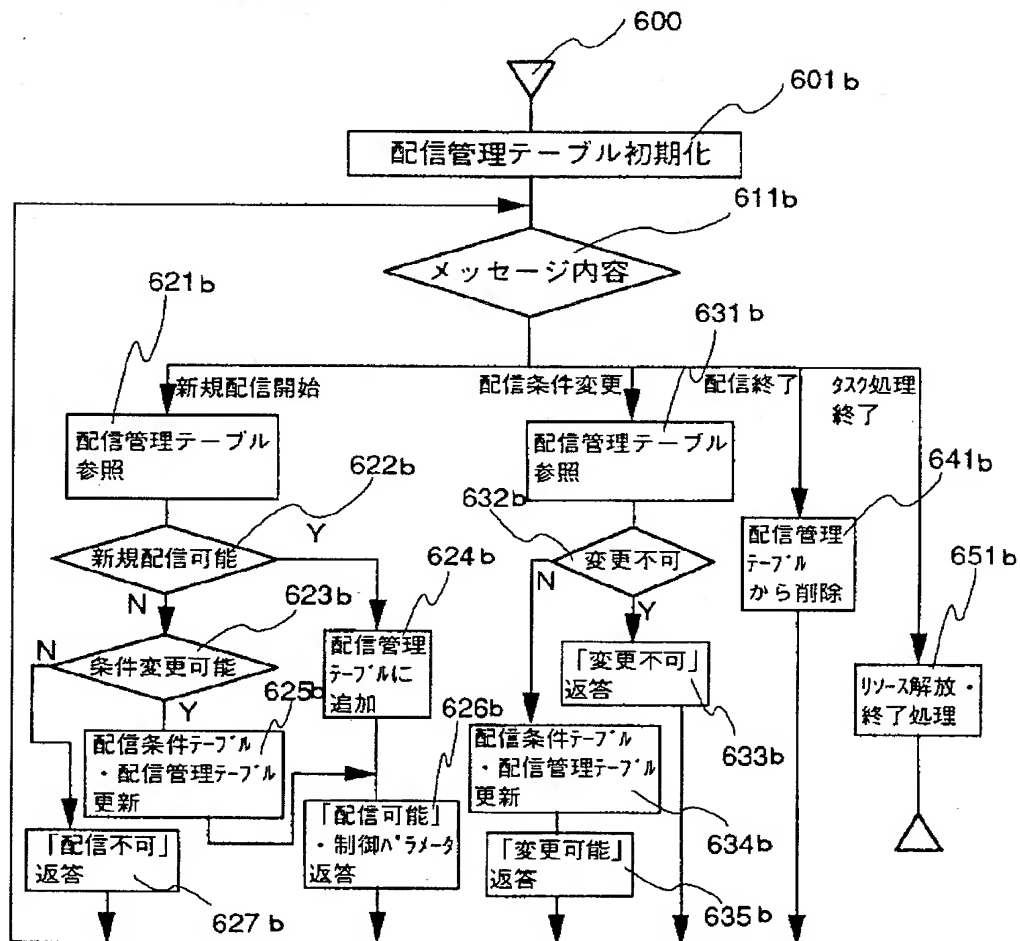 600
601b
配信管理テーブル初期化
611b
メッセージ内容
621b
631b
新規配信開始
配信条件変更
配信終了
タスク処理
終了
配信管理テーブル
参照
配信管理テーブル
参照
622b
632b
641b
新規配信可能
Y
N
変更不可
N
Y
配信管理
テーブル
から削除
624b
623b
651b
条件変更可能
N
Y
配信管理
テーブルに
追加
「変更不可」
返答
リソース解放・
終了処理
625b
626b
633b
配信条件テーブル
・配信管理テーブル
更新
配信条件テーブル
・配信管理テーブル
更新
「配信可能」
・制御パラメータ
返答
634b
「配信不可」
返答
「変更可能」
返答
627b
635b